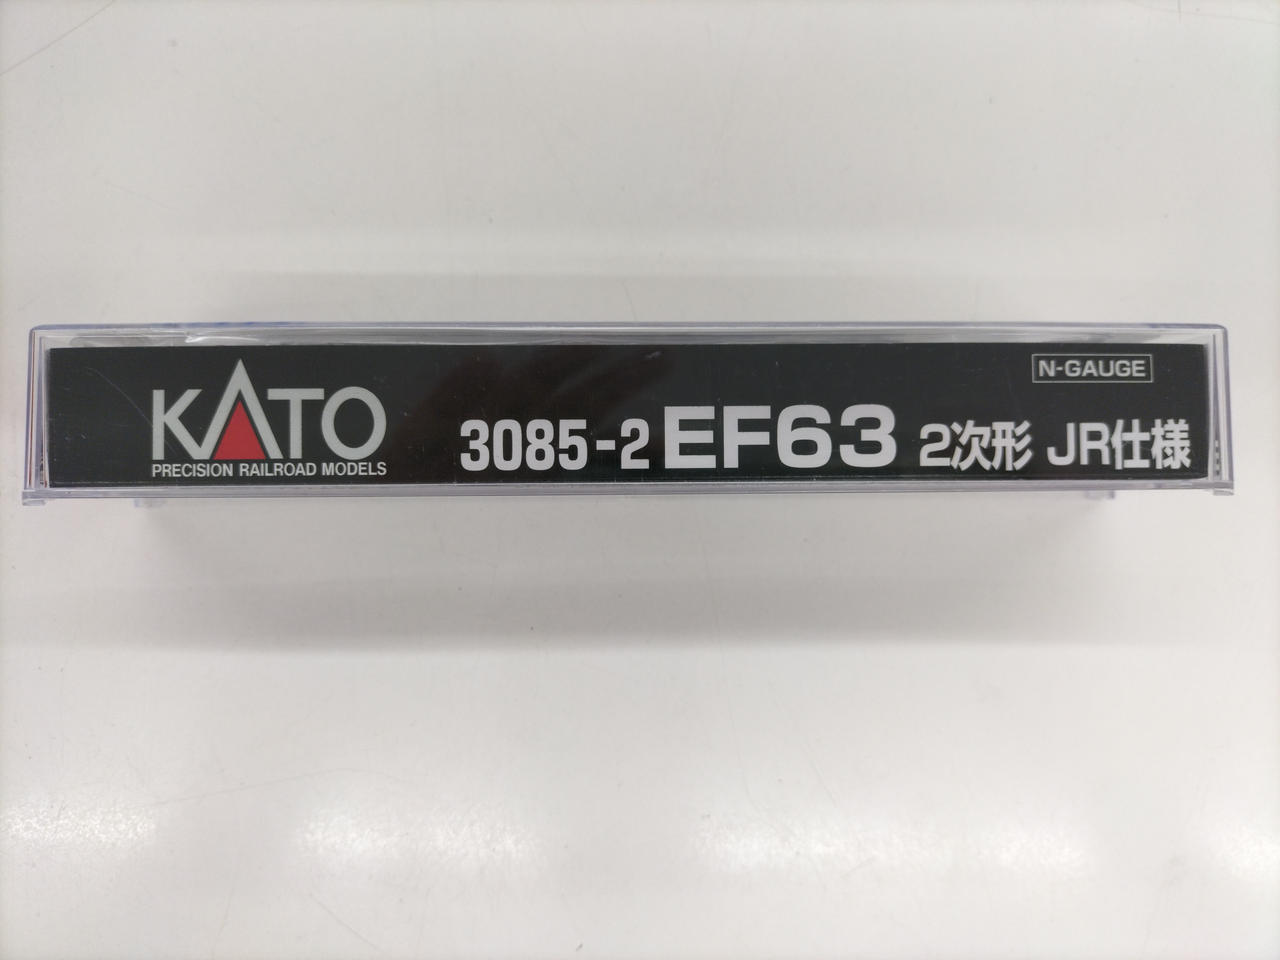 N-GAUGE
KATO
PRECISION RAILROAD MODELS
3085-2 EF63 2次形 JR仕様